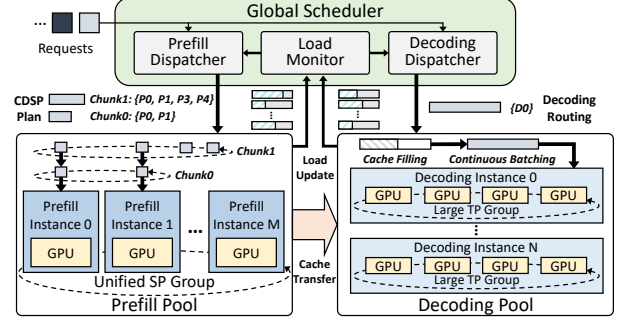 Global Scheduler
...
Requests
Prefill
Dispatcher
Load
Monitor
Decoding
Dispatcher
CDSP
Plan
Chunk1: {P0, P1, P3, P4}
Chunk0: {P0, P1}
{D0}
Decoding
Routing
Chunk1
Chunk0
Load
Update
Cache Filling
Continuous Batching
Prefill
Instance 0
GPU
Prefill
Instance 1
GPU
...
Prefill
Instance M
GPU
Unified SP Group
Prefill Pool
Cache
Transfer
Decoding Instance 0
GPU GPU GPU GPU
Large TP Group
...
Decoding Instance N
GPU GPU GPU GPU
Large TP Group
Decoding Pool